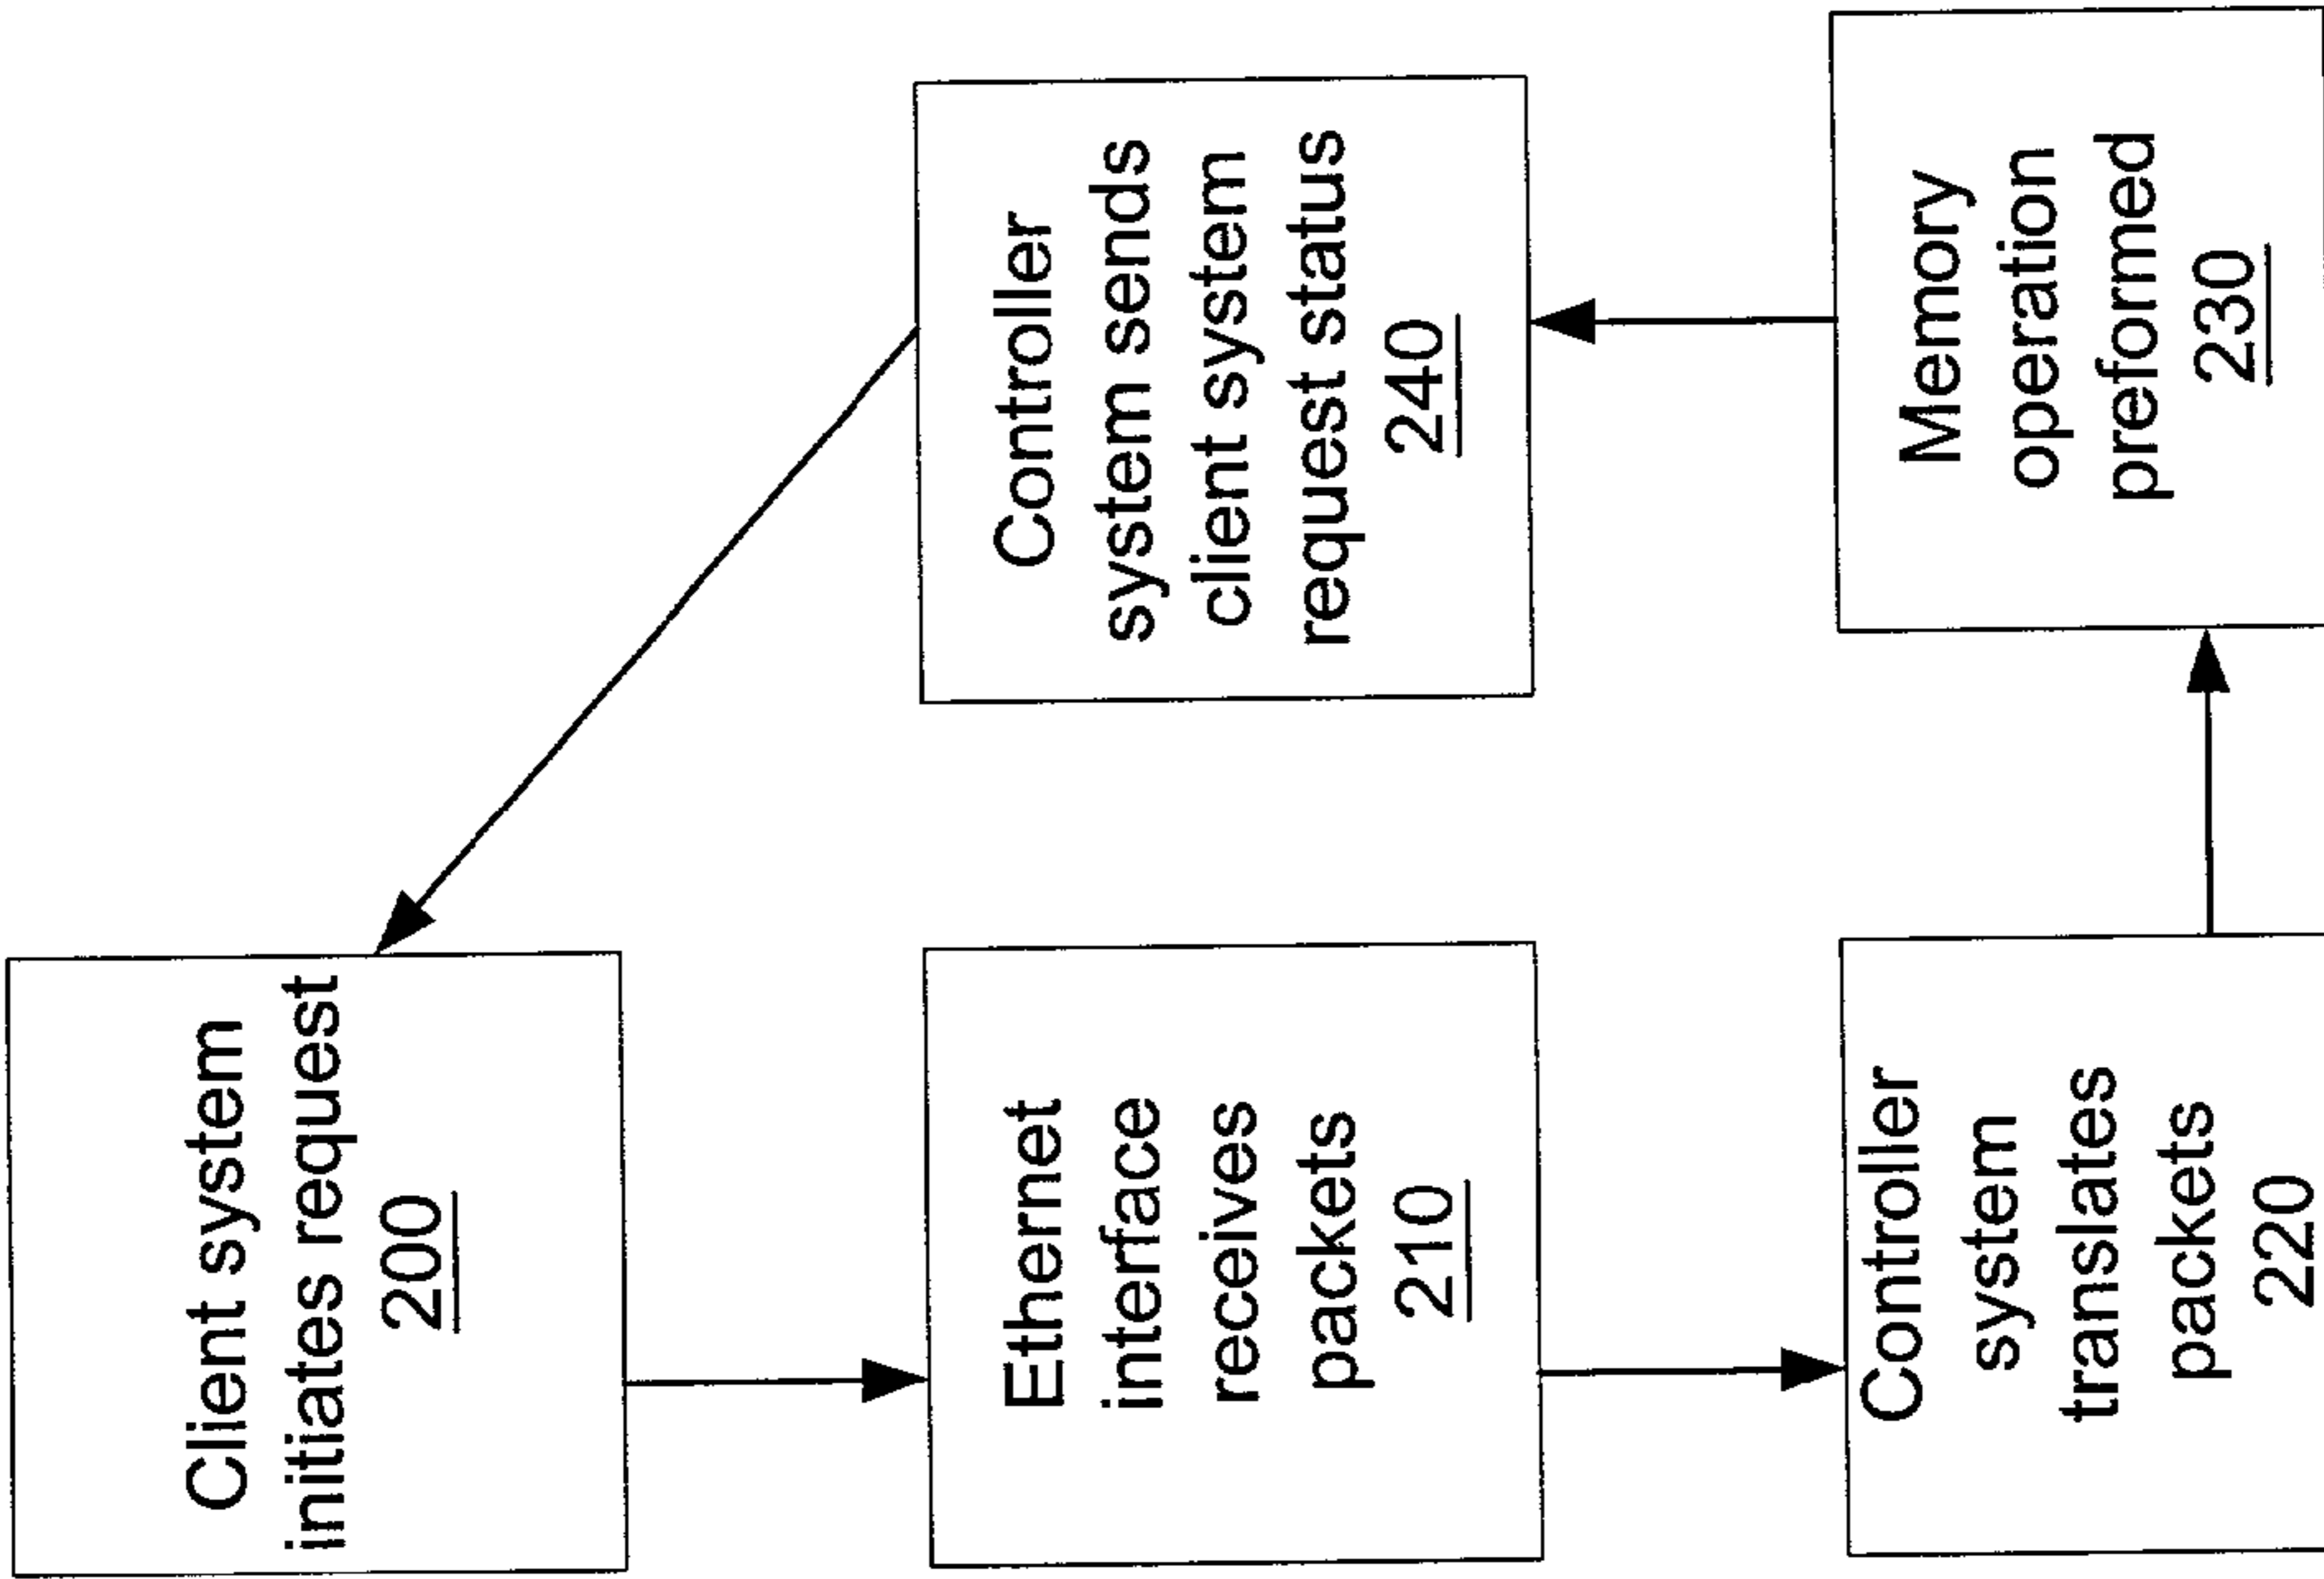 Client system
initiates request
200
Ethernet
interface
receives
packets
210
Controller
system
translates
packets
220
Memory
operation
preformed
230
Controller
system sends
client system
request status
240